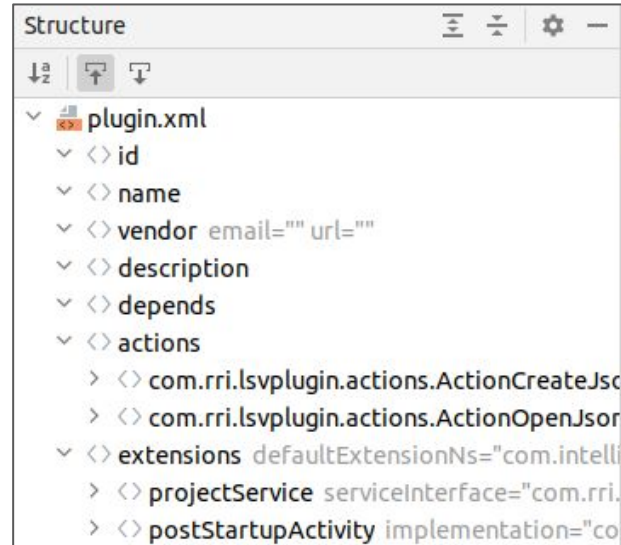 Structure
plugin.xml
<> id
<> name
<> vendor email="" url=""
<> description
<> depends
<> actions
<> com.rri.lsvplugin.actions.ActionCreateJso
<> com.rri.lsvplugin.actions.ActionOpenJson
<> extensions defaultExtensionNs="com.intelli
<> projectService serviceInterface="com.rri.
<> postStartupActivity implementation="co